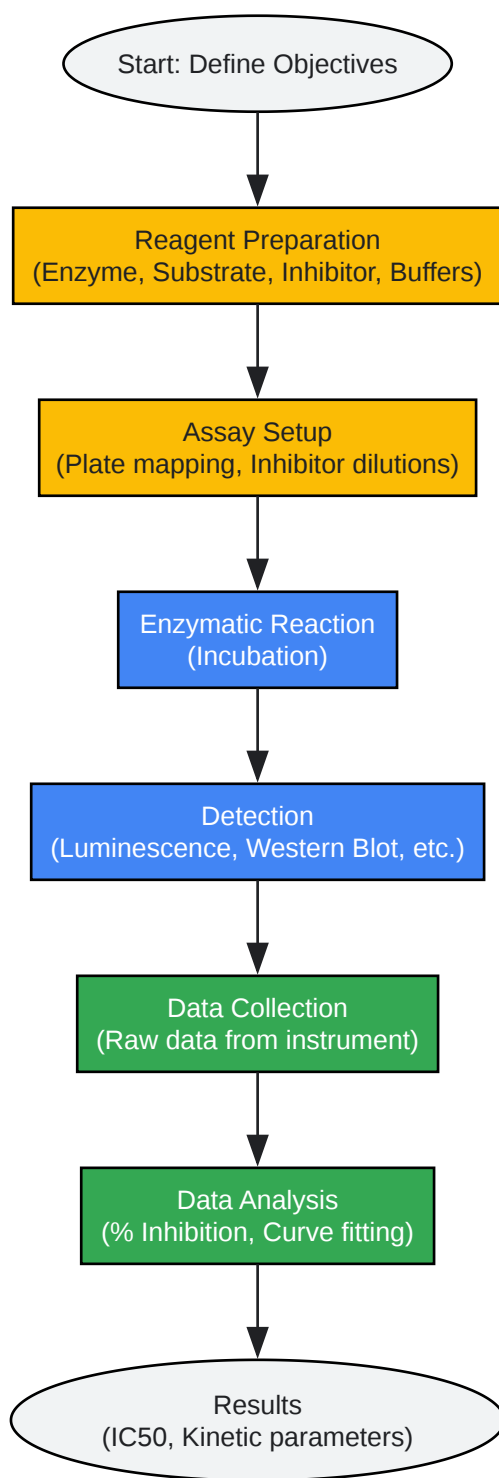 Start: Define Objectives
Reagent Preparation
(Enzyme, Substrate, Inhibitor, Buffers)
Assay Setup
(Plate mapping, Inhibitor dilutions)
Enzymatic Reaction
(Incubation)
Detection
(Luminescence, Western Blot, etc.)
Data Collection
(Raw data from instrument)
Data Analysis
(% Inhibition, Curve fitting)
Results
(IC50, Kinetic parameters)